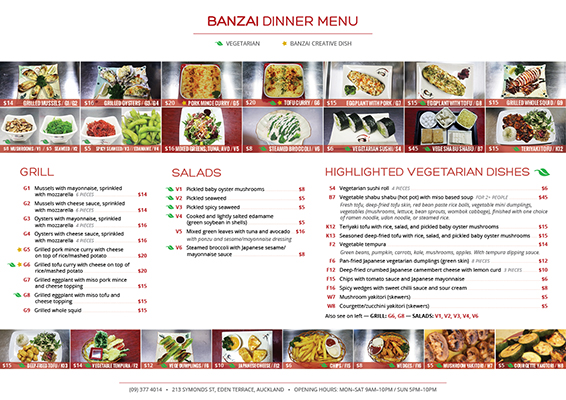 BANZAI DINNER MENU
VEGETARIAN
BANZAI CREATIVE DISH
$14 GRILLED MUSSELS / G1 / G2
$16 GRILLED OYSTERS / G3, G4
$20 PORK MINCE CURRY / G5
$20 TOFU CURRY / G6
$15 EGGPLANT WITH PORK / G7
$15 EGGPLANT WITH TOFU / G8
$15 GRILLED WHOLE SQUID / G9
MUSHROOMS / V1
SEAWEED / V2
$5 SPICY SEAWEED / V3
EDAMAME / V4
$16 MIXED GREENS, TUNA, AVO / V5
$8 STEAMED BROCCOLI / V6
$6 VEGETARIAN SUSHI / S4
$45 VEGE SHABU SHABU / B7
$15 TERIYAKI TOFU / K12
GRILL
G1 Mussels with mayonnaise, sprinkled
with mozzarella 4 PIECES $14
G2 Mussels with cheese sauce, sprinkled
with mozzarella 4 PIECES $14
G3 Oysters with mayonnaise, sprinkled
with mozzarella 4 PIECES $16
G4 Oysters with cheese sauce, sprinkled
with mozzarella 4 PIECES $16
G5 Grilled pork mince curry with cheese
on top of rice/mashed potato $20
G6 Grilled tofu curry with cheese on top of
rice/mashed potato $20
G7 Grilled eggplant with miso pork mince
and cheese topping $15
G8 Grilled eggplant with miso tofu and
cheese topping $15
G9 Grilled whole squid $15
SALADS
V1 Pickled baby oyster mushrooms $8
V2 Pickled seaweed $5
V3 Pickled spicy seaweed $5
V4 Cooked and lightly salted edamame
(green soybean in shells) $5
V5 Mixed green leaves with tuna and avocado $16
with ponzu and sesame/mayonnaise dressing
V6 Steamed broccoli with Japanese sesame/
mayonnaise sauce $8
HIGHLIGHTED VEGETARIAN DISHES
S4 Vegetarian sushi roll 4 PIECES $6
B7 Vegetable shabu shabu (hot pot) with miso based soup FOR 2+ PEOPLE $45
Fresh tofu, deep-fried tofu skin, red bean paste rice balls, vegetable mini dumplings,
vegetables (mushrooms, lettuce, bean sprouts, wombok cabbage), finished with one choice
of ramen noodle, udon noodle, or steamed rice.
K12 Teriyaki tofu with rice, salad, and pickled oyster mushrooms $15
K13 Seasoned deep-fried tofu with rice, salad, and pickled oyster mushrooms $15
F2 Vegetable tempura $14
Green beans, pumpkin, carrots, kale, mushrooms, apples. With tempura dipping sauce.
F6 Pan-fried Japanese vegetarian dumplings (green skin) 8 PIECES $12
F12 Deep-fried crumbed Japanese camembert cheese with lemon curd 3 PIECES $10
F15 Chips with tomato sauce and Japanese mayonnaise $6
F16 Spicy wedges with sweet chilli sauce and sour cream $8
W7 Mushroom yakitori (skewers) $5
W8 Courgette/zucchini yakitori (skewers) $5
Also see on left — GRILL: G6, G8 — SALADS: V1, V2, V3, V4, V6
$15 DEEP-FRIED TOFU / K13
$14 VEGETABLE TEMPURA / F2
$12 VEGE DUMPLINGS / F6
$10 JAPANESE CHEESE / F12
$6 CHIPS / F15
$8 WEDGES / F16
$5 MUSHROOM YAKITORI / W7
$5 COURGETTE YAKITORI / W8
(09) 377 4014 • 213 SYMONDS ST, EDEN TERRACE, AUCKLAND • OPENING HOURS: MON–SAT 9AM–10PM / SUN 5PM–10PM